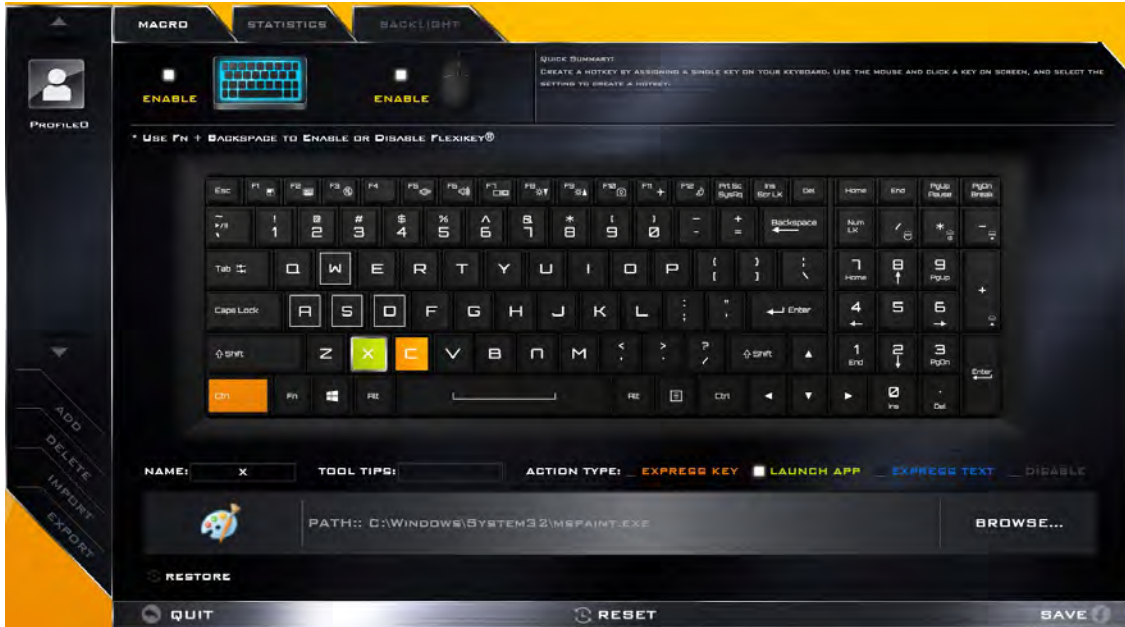 MACRO STATISTICS BACKLIGHT
QUICK SUMMARY:
CREATE A HOTKEY BY ASSIGNING A SINGLE KEY ON YOUR KEYBOARD. USE THE MOUSE AND CLICK A KEY ON SCREEN, AND SELECT THE
SETTING TO CREATE A HOTKEY.
ENABLE ENABLE
PROFILE0
* USE FN + BACKSPACE TO ENABLE OR DISABLE FLEXIKEY®
Esc F1 F2 F3 F4 F5 F6 F7 F8 F9 F10 F11 F12 Prt Sc Ins Del Home End PgUp PgDn
SysRq Scr Lk Pause Break
~ ! @ # $ % ^ & * ( ) _ + Backspace Num / * -
` 1 2 3 4 5 6 7 8 9 0 - = Lk
Tab Q W E R T Y U I O P { } 7 8 9 +
[ ] \ Home ↑ PgUp
Caps Lock A S D F G H J K L : " Enter 4 5 6
; ' ← →
Shift Z X C V B N M < > ? Shift ▲ 1 2 3 Enter
, . / End ↓ PgDn
Ctrl Fn Alt Alt Ctrl ◄ ▼ ► 0 .
Ins Del
ADD
DELETE
IMPORT
EXPORT
NAME: X TOOL TIPS: ACTION TYPE: EXPRESS KEY LAUNCH APP EXPRESS TEXT DISABLE
PATH:: C:\WINDOWS\SYSTEM32\MSPAINT.EXE BROWSE...
RESTORE
QUIT RESET SAVE